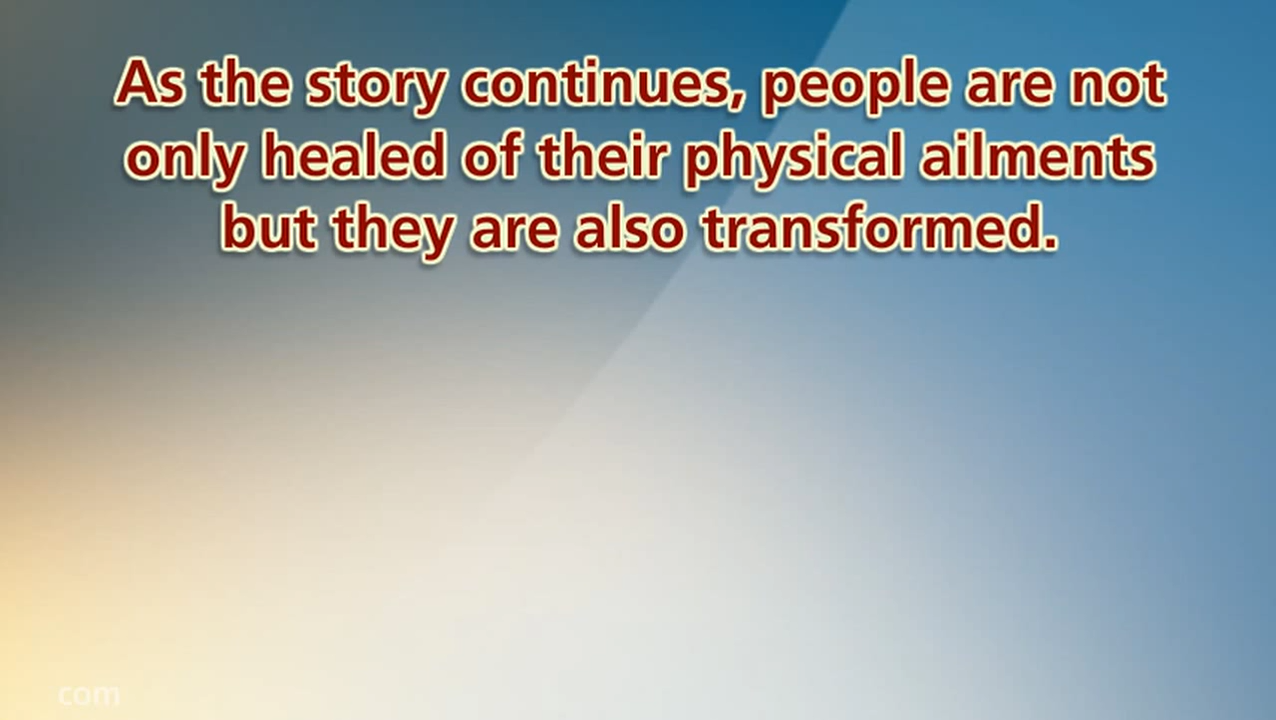 As the story continues, people are not
only healed of their physical ailments
but they are also transformed.
com